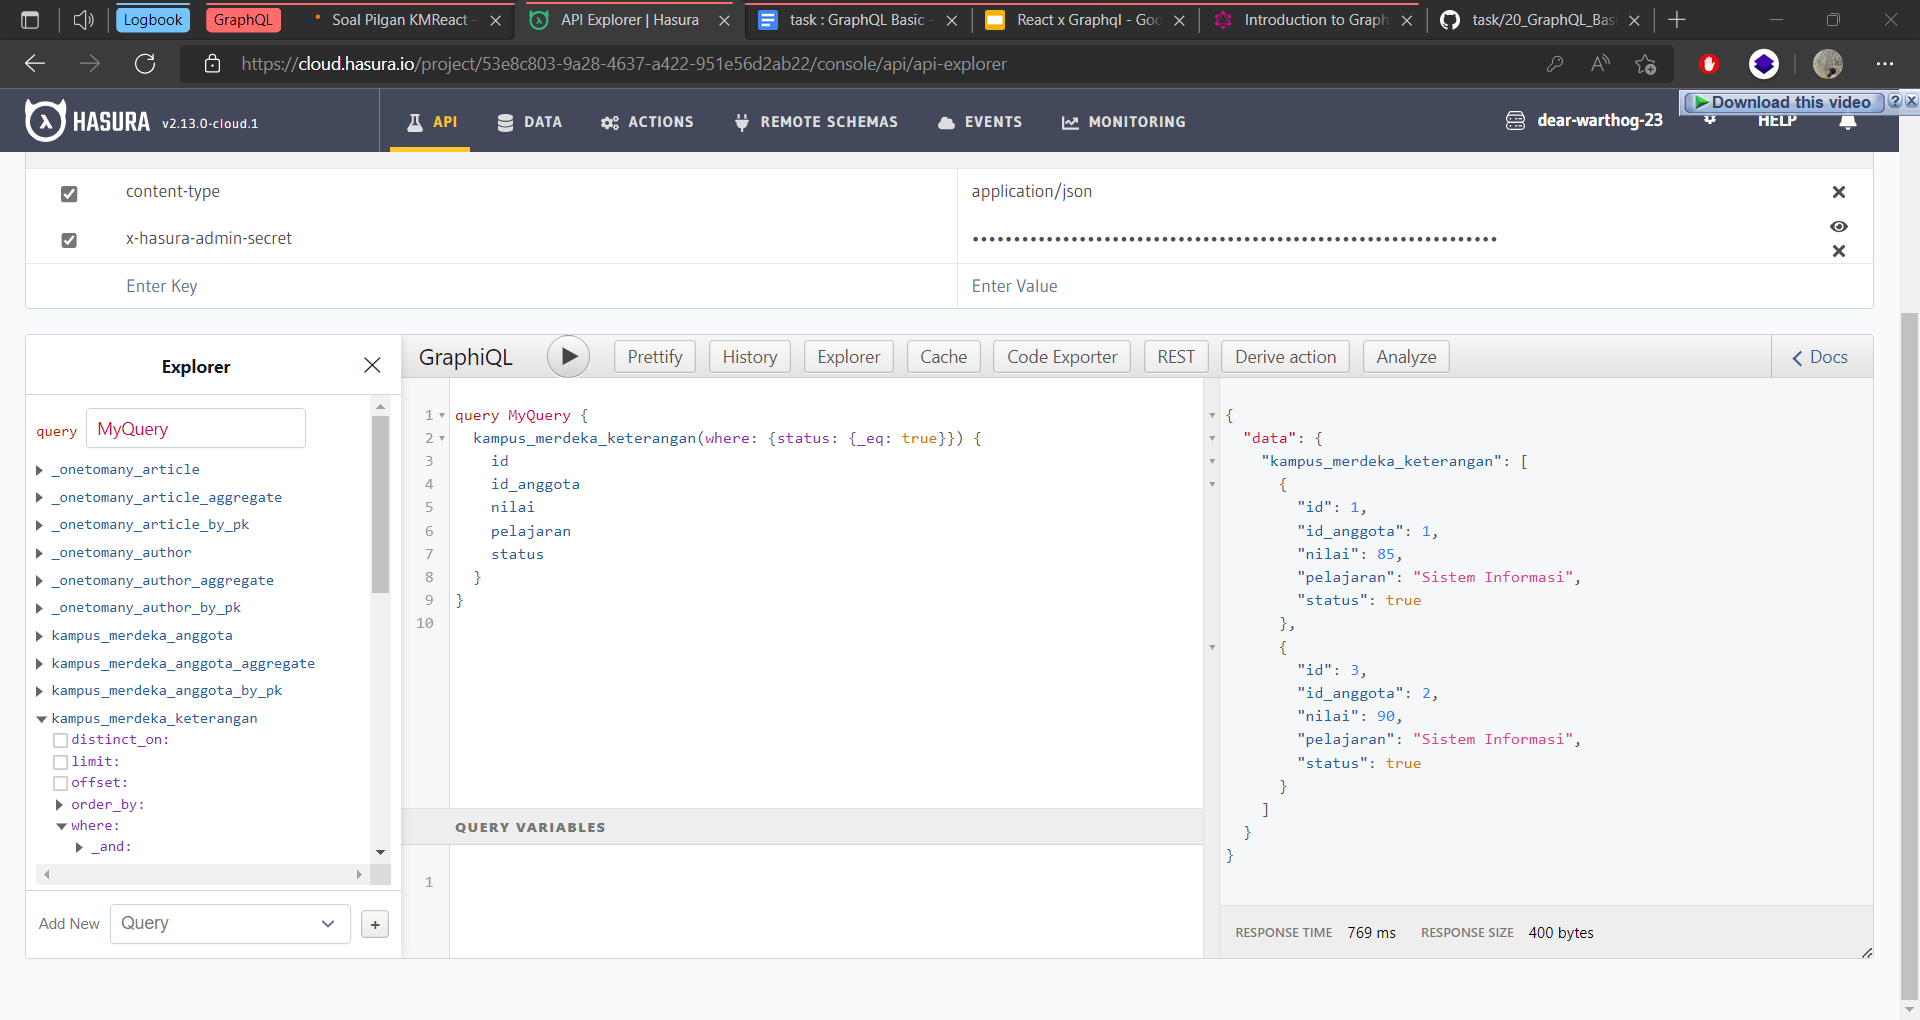 Logbook
GraphQL
Soal Pilgan KMReact -
API Explorer | Hasura
task : GraphQL Basic -
React x Graphql - Goo
Introduction to Graph
task/20_GraphQL_Bas
https://cloud.hasura.io/project/53e8c803-9a28-4637-a422-951e56d2ab22/console/api/api-explorer
HASURA v2.13.0-cloud.1
API
DATA
ACTIONS
REMOTE SCHEMAS
EVENTS
MONITORING
dear-warthog-23
HELP
Download this video
content-type
application/json
x-hasura-admin-secret
••••••••••••••••••••••••••••••••••••••••••••••••••••••••••••••••
Enter Key
Enter Value
Explorer
GraphiQL
Prettify
History
Explorer
Cache
Code Exporter
REST
Derive action
Analyze
Docs
query MyQuery
_onetomany_article
_onetomany_article_aggregate
_onetomany_article_by_pk
_onetomany_author
_onetomany_author_aggregate
_onetomany_author_by_pk
kampus_merdeka_anggota
kampus_merdeka_anggota_aggregate
kampus_merdeka_anggota_by_pk
kampus_merdeka_keterangan
distinct_on:
limit:
offset:
order_by:
where:
_and:
Add New Query +
1 query MyQuery {
2 kampus_merdeka_keterangan(where: {status: {_eq: true}}) {
3 id
4 id_anggota
5 nilai
6 pelajaran
7 status
8 }
9 }
10
QUERY VARIABLES
1
{
"data": {
"kampus_merdeka_keterangan": [
{
"id": 1,
"id_anggota": 1,
"nilai": 85,
"pelajaran": "Sistem Informasi",
"status": true
},
{
"id": 3,
"id_anggota": 2,
"nilai": 90,
"pelajaran": "Sistem Informasi",
"status": true
}
]
}
}
RESPONSE TIME 769 ms RESPONSE SIZE 400 bytes